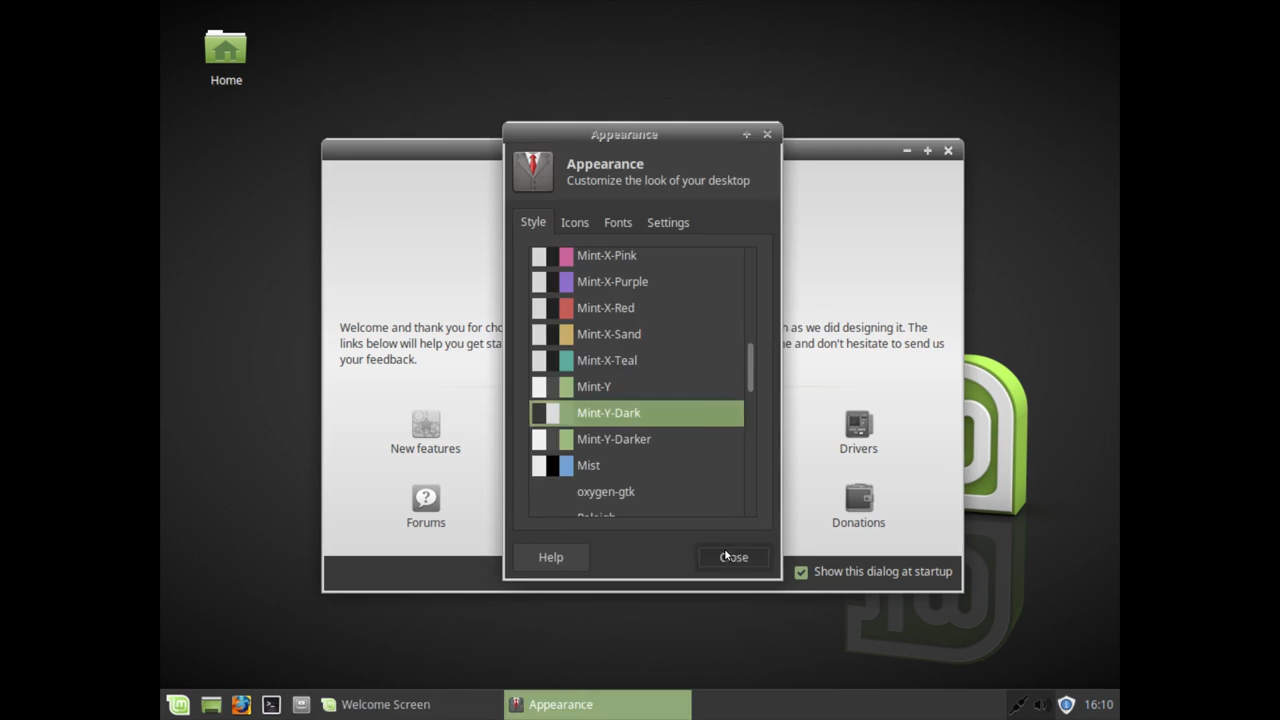 Home
Appearance
Appearance
Customize the look of your desktop
Style Icons Fonts Settings
Mint-X-Pink
Mint-X-Purple
Mint-X-Red
Mint-X-Sand
Mint-X-Teal
Mint-Y
Mint-Y-Dark
Mint-Y-Darker
Mist
oxygen-gtk
Raleigh
Help Close
Welcome and thank you for cho
links below will help you get sta
your feedback.
as we did designing it. The
e and don't hesitate to send us
New features
Forums
Drivers
Donations
Show this dialog at startup
Welcome Screen
Appearance
16:10